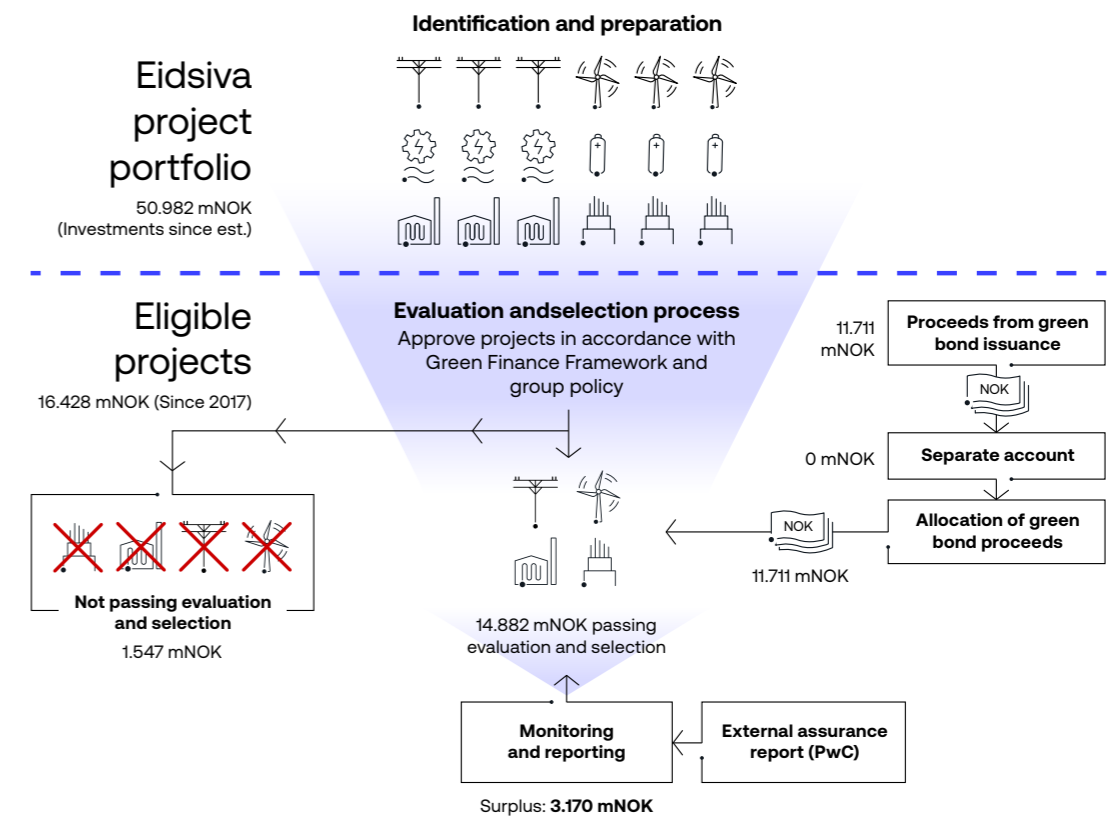 Identification and preparation
Eidsiva
project
portfolio
50.982 mNOK
(Investments since est.)
Eligible
projects
16.428 mNOK (Since 2017)
Evaluation andselection process
Approve projects in accordance with
Green Finance Framework and
group policy
11.711
mNOK
Proceeds from green
bond issuance
NOK
0 mNOK
Separate account
Allocation of green
bond proceeds
NOK
11.711 mNOK
Not passing evaluation
and selection
1.547 mNOK
14.882 mNOK passing
evaluation and selection
Monitoring
and reporting
External assurance
report (PwC)
Surplus: 3.170 mNOK